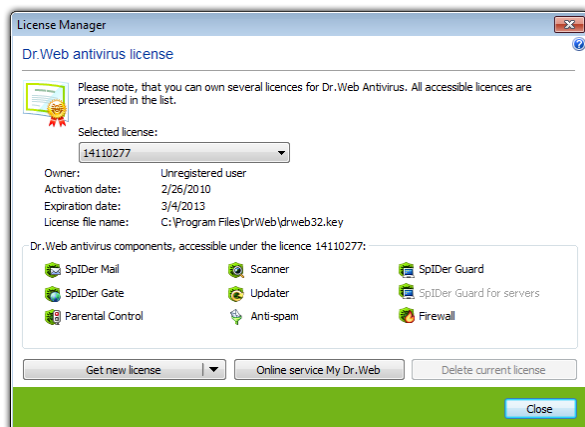 License Manager
Dr.Web antivirus license
Please note, that you can own several licences for Dr.Web Antivirus. All accessible licences are
presented in the list.
Selected license:
14110277
Owner: Unregistered user
Activation date: 2/26/2010
Expiration date: 3/4/2013
License file name: C:\Program Files\DrWeb\drweb32.key
Dr.Web antivirus components, accessible under the licence 14110277:
SpIDer Mail Scanner SpIDer Guard
SpIDer Gate Updater SpIDer Guard for servers
Parental Control Anti-spam Firewall
Get new license Online service My Dr.Web Delete current license
Close